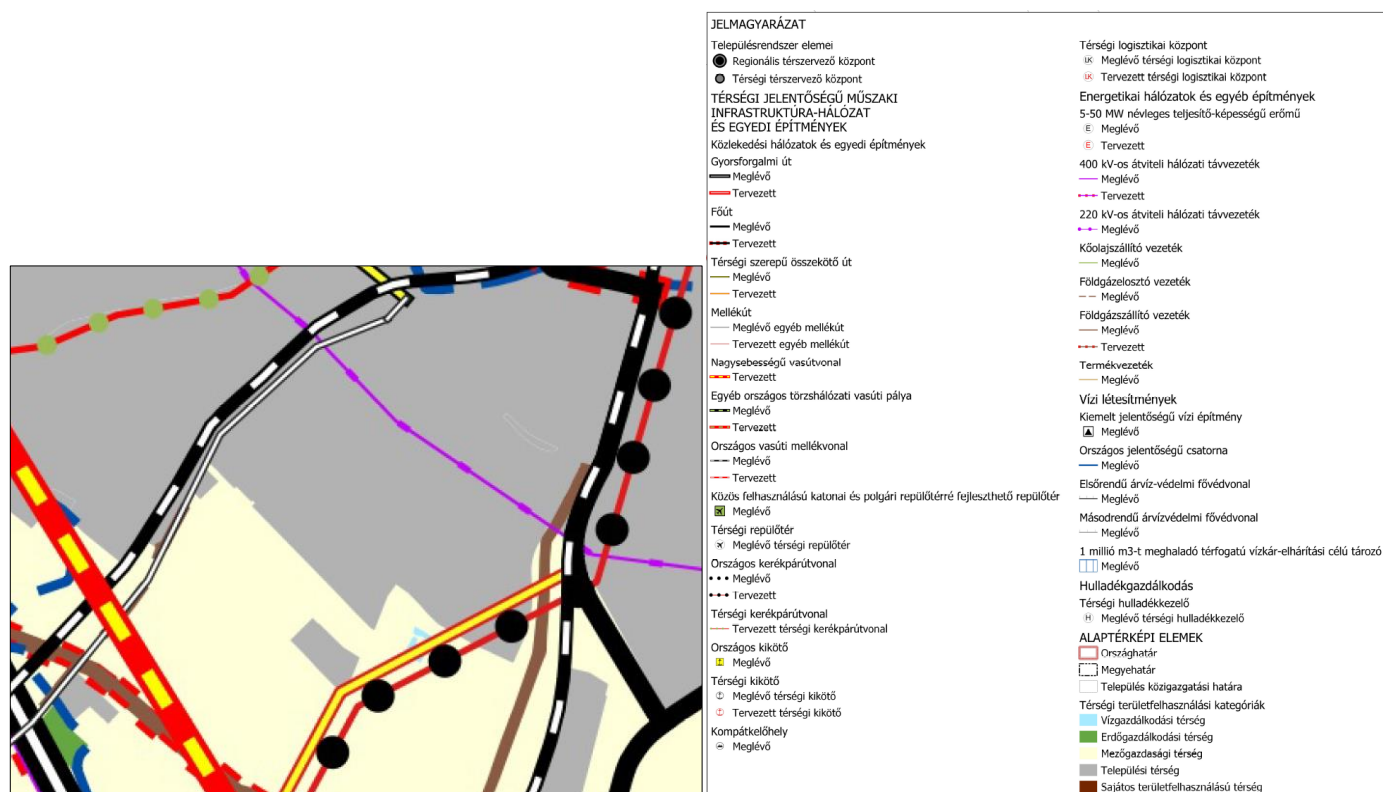 JELMAGYARÁZAT
Településrendszer elemei
Regionális térszervező központ
Térségi térszervező központ
TÉRSÉGI JELENTŐSÉGŰ MŰSZAKI
INFRASTRUKTÚRA-HÁLÓZAT
ÉS EGYEDI ÉPÍTMÉNYEK
Közlekedési hálózatok és egyedi építmények
Gyorsforgalmi út
Meglévő
Tervezett
Főút
Meglévő
Tervezett
Térségi szerepű összekötő út
Meglévő
Tervezett
Mellékút
Meglévő egyéb mellékút
Tervezett egyéb mellékút
Nagysebességű vasútvonal
Tervezett
Egyéb országos törzshálózati vasúti pálya
Meglévő
Tervezett
Országos vasúti mellékvonal
Meglévő
Tervezett
Közös felhasználású katonai és polgári repülőtérré fejleszthető repülőtér
Meglévő
Térségi repülőtér
Meglévő térségi repülőtér
Országos kerékpárútvonal
Meglévő
Tervezett
Térségi kerékpárútvonal
Tervezett térségi kerékpárútvonal
Országos kikötő
Meglévő
Térségi kikötő
Meglévő térségi kikötő
Tervezett térségi kikötő
Kompátkelőhely
Meglévő
Térségi logisztikai központ
LK Meglévő térségi logisztikai központ
LK Tervezett térségi logisztikai központ
Energetikai hálózatok és egyéb építmények
5-50 MW névleges teljesítő-képességű erőmű
E Meglévő
E Tervezett
400 kV-os átviteli hálózati távvezeték
Meglévő
Tervezett
220 kV-os átviteli hálózati távvezeték
Meglévő
Kőolajszállító vezeték
Meglévő
Földgázelosztó vezeték
Meglévő
Földgázszállító vezeték
Meglévő
Tervezett
Termékvezeték
Meglévő
Vízi létesítmények
Kiemelt jelentőségű vízi építmény
Meglévő
Országos jelentőségű csatorna
Meglévő
Elsőrendű árvíz-védelmi fővédvonal
Meglévő
Másodrendű árvízvédelmi fővédvonal
Meglévő
1 millió m3-t meghaladó térfogatú vízkár-elhárítási célú tározó
Meglévő
Hulladékgazdálkodás
Térségi hulladékkezelő
H Meglévő térségi hulladékkezelő
ALAPTÉRKÉPI ELEMEK
Országhatár
Megyehatár
Település közigazgatási határa
Térségi területfelhasználási kategóriák
Vízgazdálkodási térség
Erdőgazdálkodási térség
Mezőgazdasági térség
Települési térség
Sajátos területfelhasználású térség